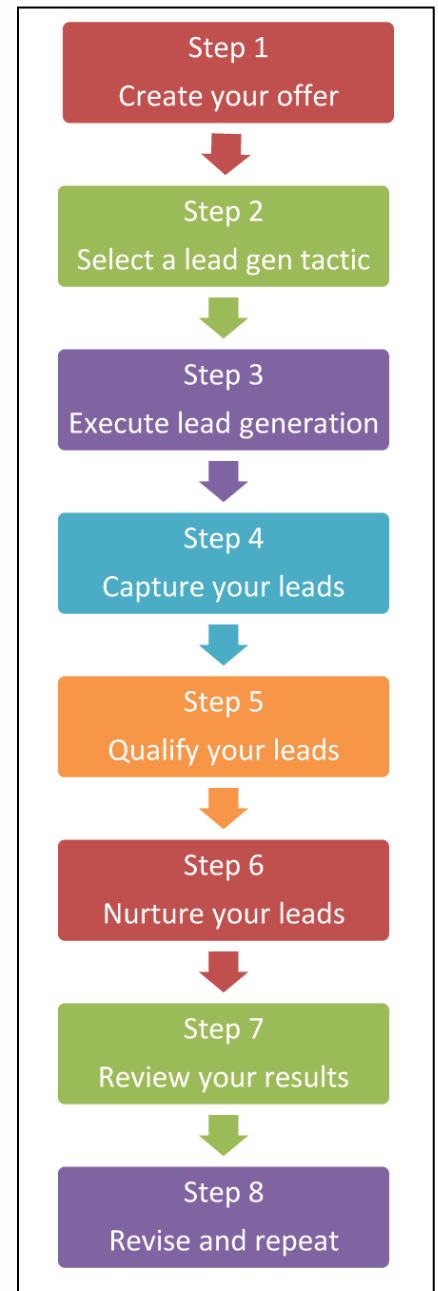 Step 1
Create your offer
Step 2
Select a lead gen tactic
Step 3
Execute lead generation
Step 4
Capture your leads
Step 5
Qualify your leads
Step 6
Nurture your leads
Step 7
Review your results
Step 8
Revise and repeat